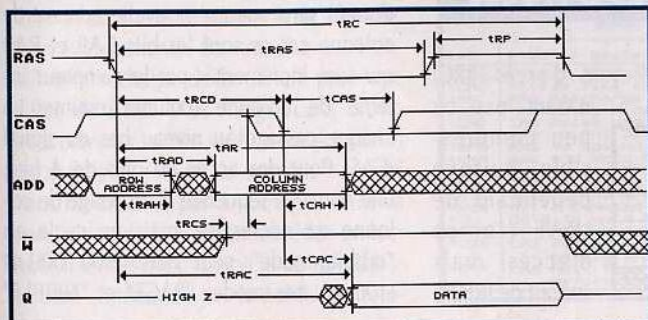 tRC
tRAS
tRP
RAS
tRCD
tCAS
CAS
tAR
tRAD
ADD
ROW ADDRESS
COLUMN ADDRESS
tRAH
tCAH
tRCS
W̅
tCAC
tRAC
Q
HIGH Z
DATA